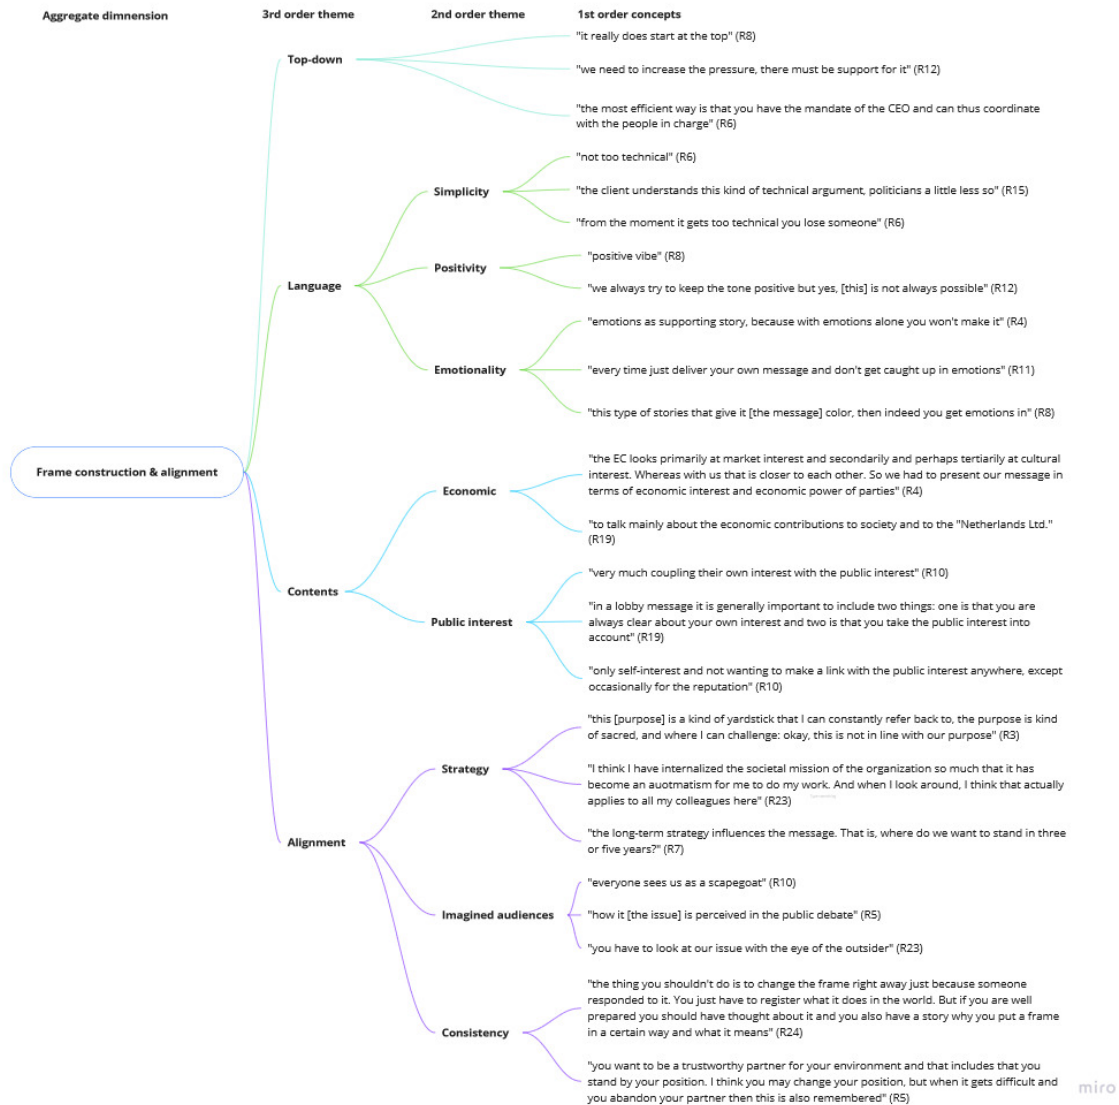 Aggregate dimnension
3rd order theme
2nd order theme
1st order concepts
Top-down
"it really does start at the top" (R8)
"we need to increase the pressure, there must be support for it" (R12)
"the most efficient way is that you have the mandate of the CEO and can thus coordinate
with the people in charge" (R6)
Language
Simplicity
"not too technical" (R6)
"the client understands this kind of technical argument, politicians a little less so" (R15)
"from the moment it gets too technical you lose someone" (R6)
Positivity
"positive vibe" (R8)
"we always try to keep the tone positive but yes, [this] is not always possible" (R12)
Emotionality
"emotions as supporting story, because with emotions alone you won't make it" (R4)
"every time just deliver your own message and don't get caught up in emotions" (R11)
"this type of stories that give it [the message] color, then indeed you get emotions in" (R8)
Frame construction & alignment
Contents
Economic
"the EC looks primarily at market interest and secondarily and perhaps tertiarily at cultural
interest. Whereas with us that is closer to each other. So we had to present our message in
terms of economic interest and economic power of parties" (R4)
"to talk mainly about the economic contributions to society and to the "Netherlands Ltd."
(R19)
Public interest
"very much coupling their own interest with the public interest" (R10)
"in a lobby message it is generally important to include two things: one is that you are
always clear about your own interest and two is that you take the public interest into
account" (R19)
"only self-interest and not wanting to make a link with the public interest anywhere, except
occasionally for the reputation" (R10)
Alignment
Strategy
"this [purpose] is a kind of yardstick that I can constantly refer back to, the purpose is kind
of sacred, and where I can challenge: okay, this is not in line with our purpose" (R3)
"I think I have internalized the societal mission of the organization so much that it has
become an auotmatism for me to do my work. And when I look around, I think that actually
applies to all my colleagues here" (R23)
"the long-term strategy influences the message. That is, where do we want to stand in three
or five years?" (R7)
Imagined audiences
"everyone sees us as a scapegoat" (R10)
"how it [the issue] is perceived in the public debate" (R5)
"you have to look at our issue with the eye of the outsider" (R23)
Consistency
"the thing you shouldn't do is to change the frame right away just because someone
responded to it. You just have to register what it does in the world. But if you are well
prepared you should have thought about it and you also have a story why you put a frame
in a certain way and what it means" (R24)
"you want to be a trustworthy partner for your environment and that includes that you
stand by your position. I think you may change your position, but when it gets difficult and
you abandon your partner then this is also remembered" (R5)
miro